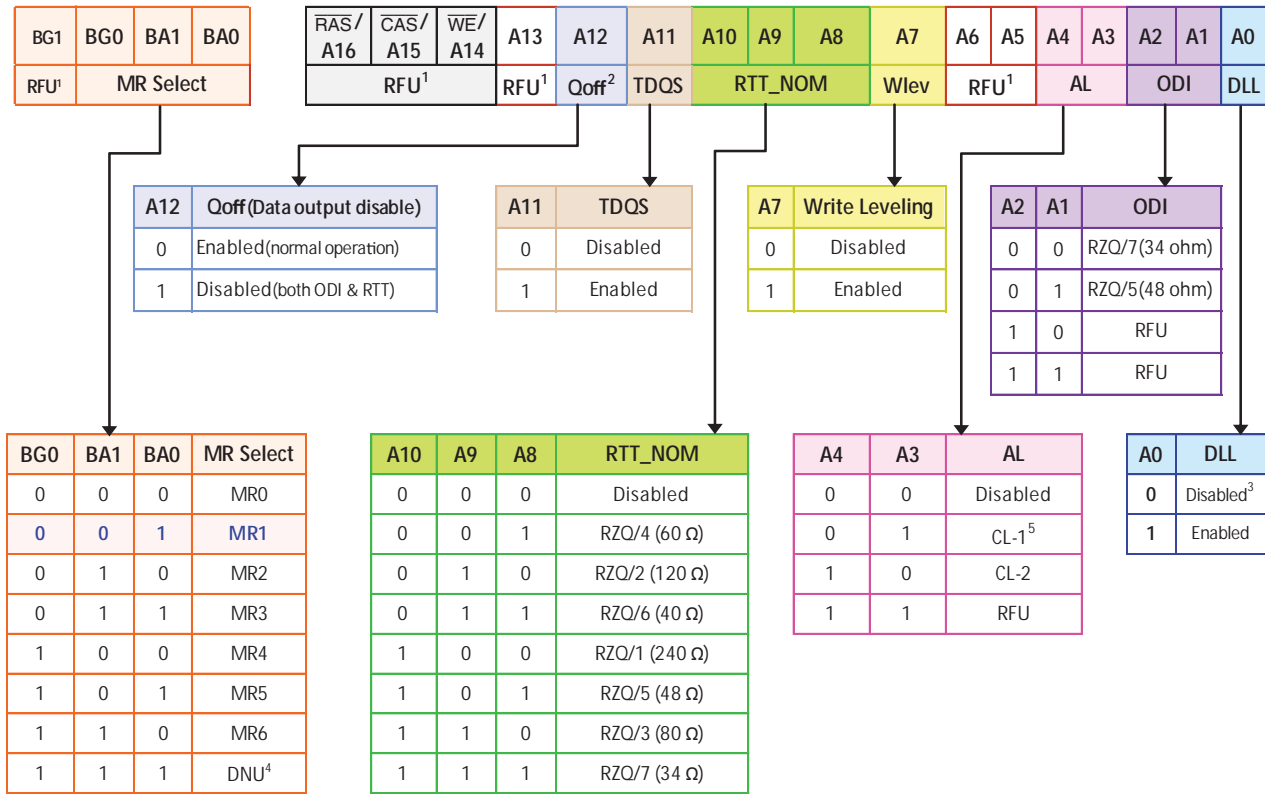 BG1 BG0 BA1 BA0
RFU¹ MR Select
RAS/ A16 CAS/ A15 WE/ A14 A13 A12 A11 A10 A9 A8 A7 A6 A5 A4 A3 A2 A1 A0
RFU¹ RFU¹ Qoff² TDQS RTT_NOM Wlev RFU¹ AL ODI DLL
A12 Qoff(Data output disable)
0 Enabled(normal operation)
1 Disabled(both ODI & RTT)
A11 TDQS
0 Disabled
1 Enabled
A7 Write Leveling
0 Disabled
1 Enabled
A2 A1 ODI
0 0 RZQ/7(34 ohm)
0 1 RZQ/5(48 ohm)
1 0 RFU
1 1 RFU
BG0 BA1 BA0 MR Select
0 0 0 MR0
0 0 1 MR1
0 1 0 MR2
0 1 1 MR3
1 0 0 MR4
1 0 1 MR5
1 1 0 MR6
1 1 1 DNU⁴
A10 A9 A8 RTT_NOM
0 0 0 Disabled
0 0 1 RZQ/4 (60 Ω)
0 1 0 RZQ/2 (120 Ω)
0 1 1 RZQ/6 (40 Ω)
1 0 0 RZQ/1 (240 Ω)
1 0 1 RZQ/5 (48 Ω)
1 1 0 RZQ/3 (80 Ω)
1 1 1 RZQ/7 (34 Ω)
A4 A3 AL
0 0 Disabled
0 1 CL-1⁵
1 0 CL-2
1 1 RFU
A0 DLL
0 Disabled³
1 Enabled